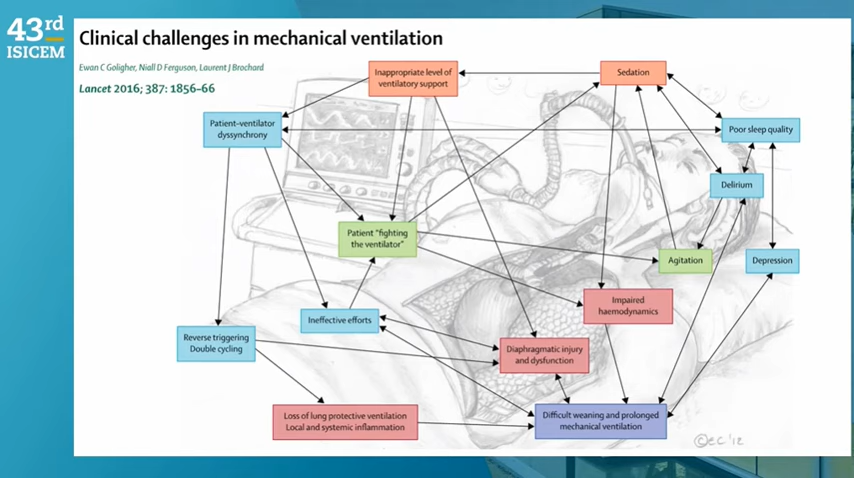 43rd
ISICEM
Clinical challenges in mechanical ventilation
Ewan C Goligher, Niall D Ferguson, Laurent J Brochard
Lancet 2016; 387: 1856–66
Inappropriate level of
ventilatory support
Sedation
Patient–ventilator
dyssynchrony
Poor sleep quality
Delirium
Patient “fighting
the ventilator”
Agitation
Depression
Impaired
haemodynamics
Ineffective efforts
Reverse triggering
Double cycling
Diaphragmatic injury
and dysfunction
Loss of lung protective ventilation
Local and systemic inflammation
Difficult weaning and prolonged
mechanical ventilation
©ec'12